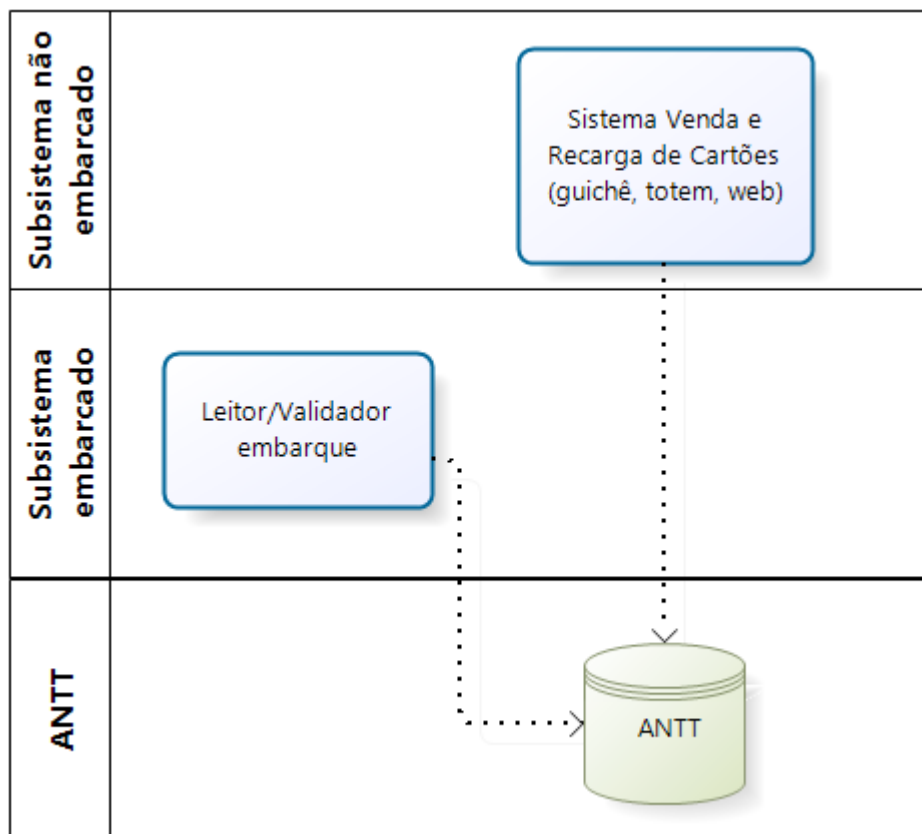 Subsistema não
embarcado
Sistema Venda e
Recarga de Cartões
(guichê, totem, web)
Subsistema
embarcado
Leitor/Validador
embarque
ANTT
ANTT